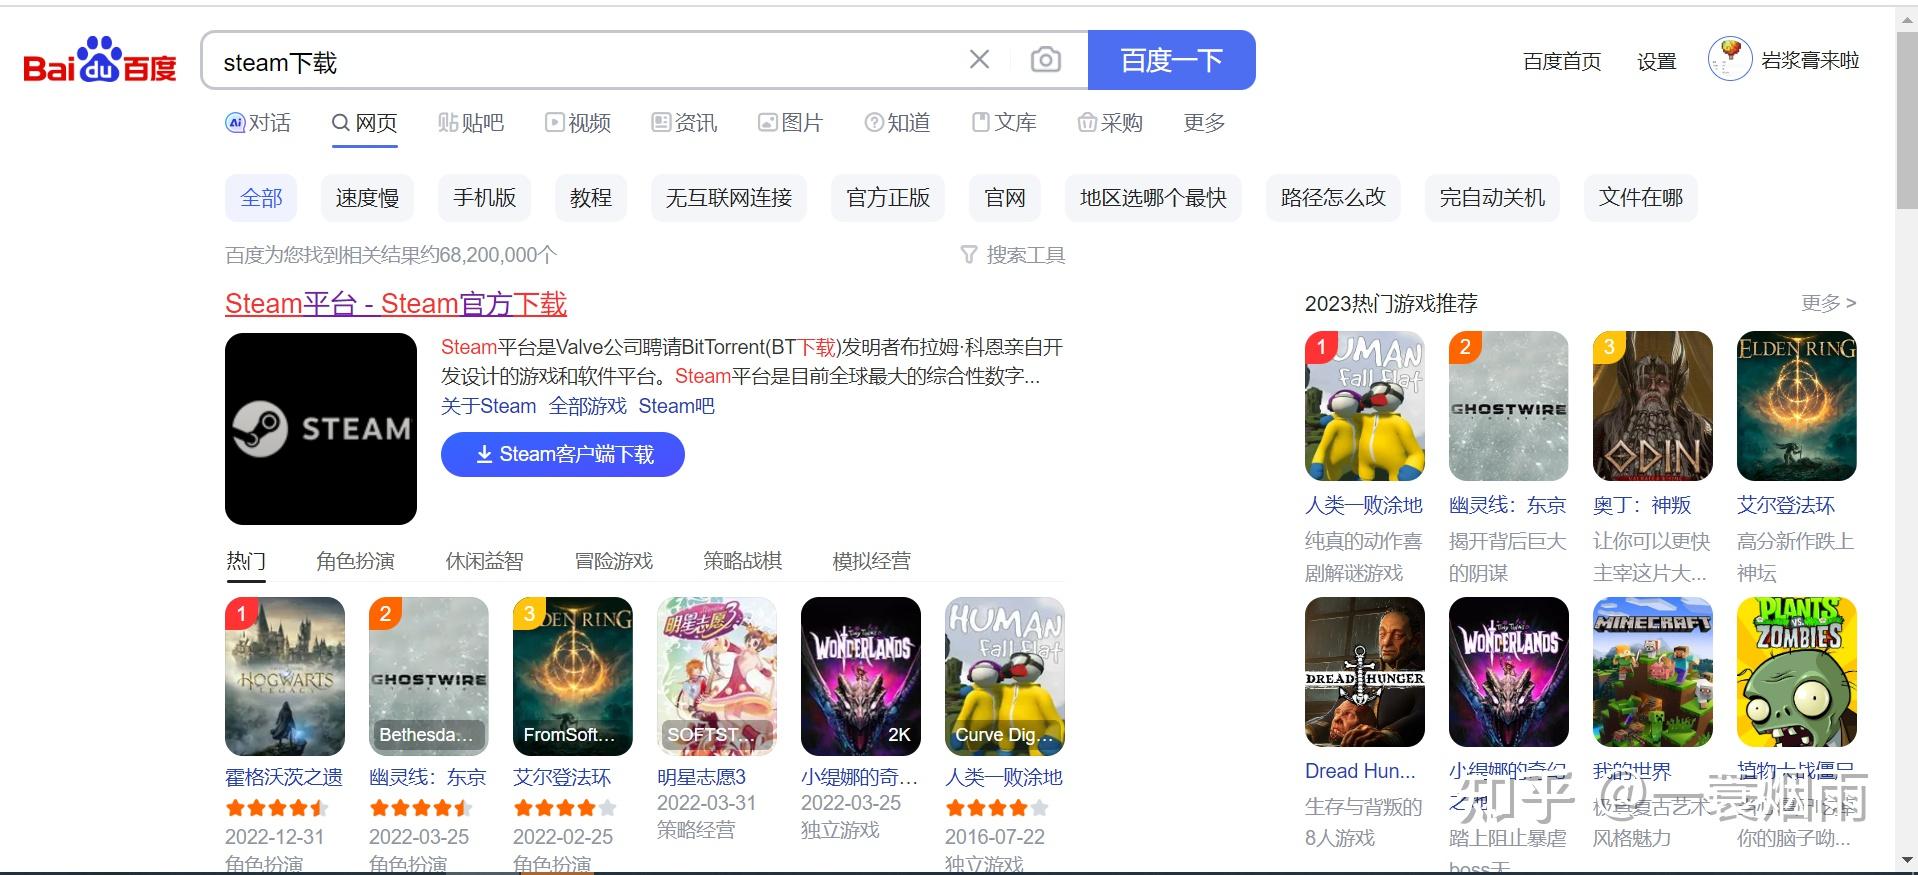 Bai du 百度
steam下载
百度一下
百度首页 设置 岩浆膏来啦
对话 网页 贴吧 视频 资讯 图片 知道 文库 采购 更多
全部 速度慢 手机版 教程 无互联网连接 官方正版 官网 地区选哪个最快 路径怎么改 完自动关机 文件在哪
百度为您找到相关结果约68,200,000个 搜索工具
Steam平台 - Steam官方下载
STEAM
Steam平台是Valve公司聘请BitTorrent(BT下载)发明者布拉姆·科恩亲自开
发设计的游戏和软件平台。Steam平台是目前全球最大的综合性数字...
关于Steam 全部游戏 Steam吧
Steam客户端下载
热门 角色扮演 休闲益智 冒险游戏 策略战棋 模拟经营
1 2 3
HOGWARTS LEGACY GHOSTWIRE ELDEN RING 明星志愿3 WONDERLANDS HUMAN Fall Flat
Bethesda... FromSoft... SOFTST... 2K Curve Dig...
霍格沃茨之遗 幽灵线：东京 艾尔登法环 明星志愿3 小缇娜的奇... 人类一败涂地
2022-12-31 2022-03-25 2022-02-25 2022-03-31 2022-03-25 2016-07-22
角色扮演 角色扮演 角色扮演 策略经营 独立游戏 独立游戏
2023热门游戏推荐 更多 >
1 2 3
HUMAN Fall Flat GHOSTWIRE ODIN ELDEN RING
人类一败涂地 幽灵线：东京 奥丁：神叛 艾尔登法环
纯真的动作喜 揭开背后巨大 让你可以更快 高分新作跌上
剧解谜游戏 的阴谋 主宰这片大... 神坛
DREAD HUNGER WONDERLANDS MINECRAFT PLANTS VS. ZOMBIES
Dread Hun... 小缇娜的奇幻 我的世界 植物大战僵尸
之地
生存与背叛的 极具复古艺术
8人游戏 踏上阻止暴虐 风格魅力 你的脑子呦...
boss无
知乎 @一蓑烟雨